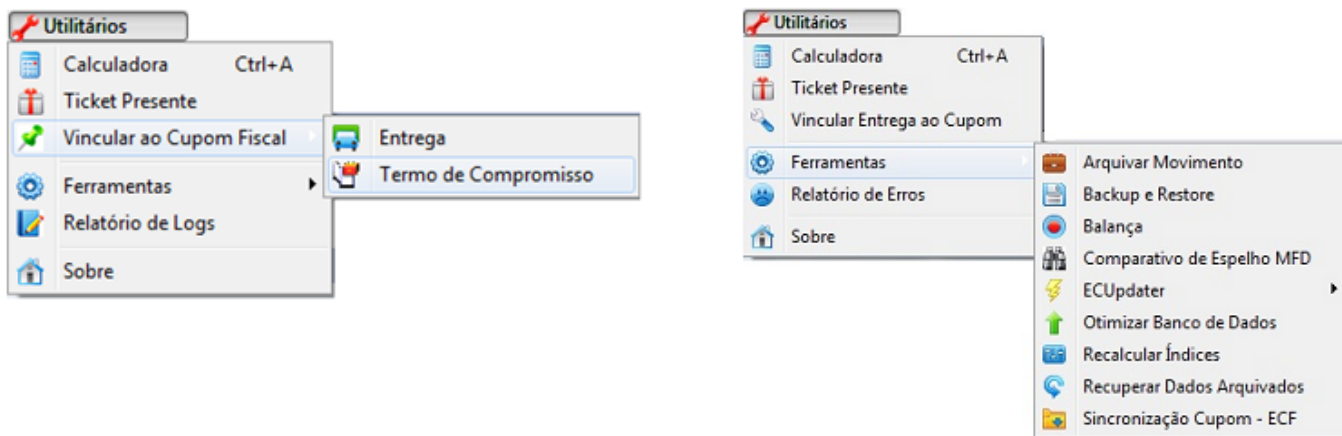 Utilitários
Calculadora Ctrl+A
Ticket Presente
Vincular ao Cupom Fiscal
Entrega
Termo de Compromisso
Ferramentas
Relatório de Logs
Sobre
Utilitários
Calculadora Ctrl+A
Ticket Presente
Vincular Entrega ao Cupom
Ferramentas
Relatório de Erros
Sobre
Arquivar Movimento
Backup e Restore
Balança
Comparativo de Espelho MFD
ECUpdater
Otimizar Banco de Dados
Recalcular Índices
Recuperar Dados Arquivados
Sincronização Cupom - ECF